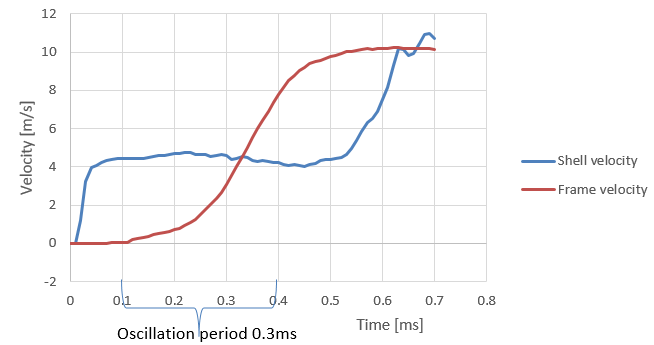 12
10
8
6
4
2
0
-2
Velocity [m/s]
0 0.1 0.2 0.3 0.4 0.5 0.6 0.7 0.8
Time [ms]
Oscillation period 0.3ms
Shell velocity
Frame velocity